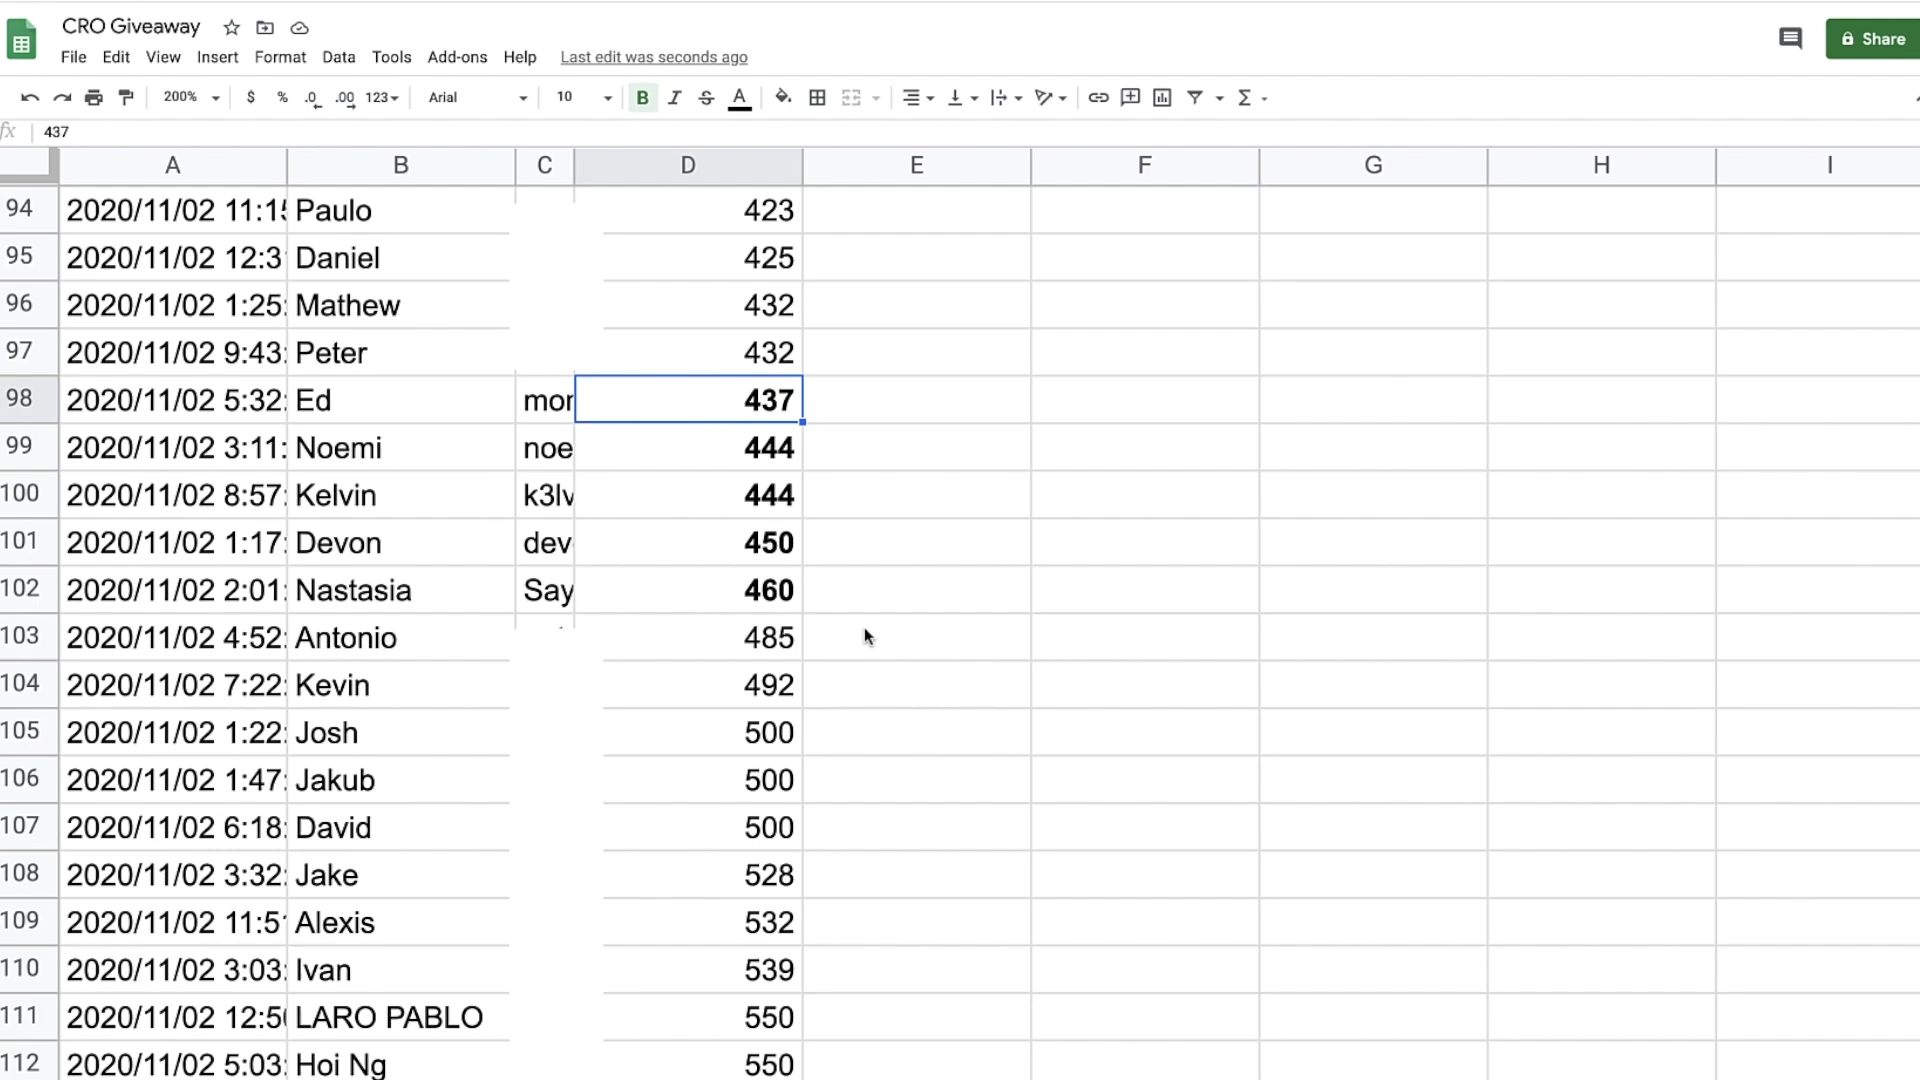 CRO Giveaway
File Edit View Insert Format Data Tools Add-ons Help Last edit was seconds ago
Share
200% $ % .0 .00 123 Arial 10 B I S A Σ
fx 437
A B C D E F G H I
94 2020/11/02 11:15 Paulo 423
95 2020/11/02 12:3 Daniel 425
96 2020/11/02 1:25: Mathew 432
97 2020/11/02 9:43: Peter 432
98 2020/11/02 5:32: Ed mor 437
99 2020/11/02 3:11: Noemi noe 444
100 2020/11/02 8:57: Kelvin k3lv 444
101 2020/11/02 1:17: Devon dev 450
102 2020/11/02 2:01: Nastasia Say 460
103 2020/11/02 4:52: Antonio 485
104 2020/11/02 7:22: Kevin 492
105 2020/11/02 1:22: Josh 500
106 2020/11/02 1:47: Jakub 500
107 2020/11/02 6:18: David 500
108 2020/11/02 3:32: Jake 528
109 2020/11/02 11:5 Alexis 532
110 2020/11/02 3:03: Ivan 539
111 2020/11/02 12:5 LARO PABLO 550
112 2020/11/02 5:03: Hoi Ng 550